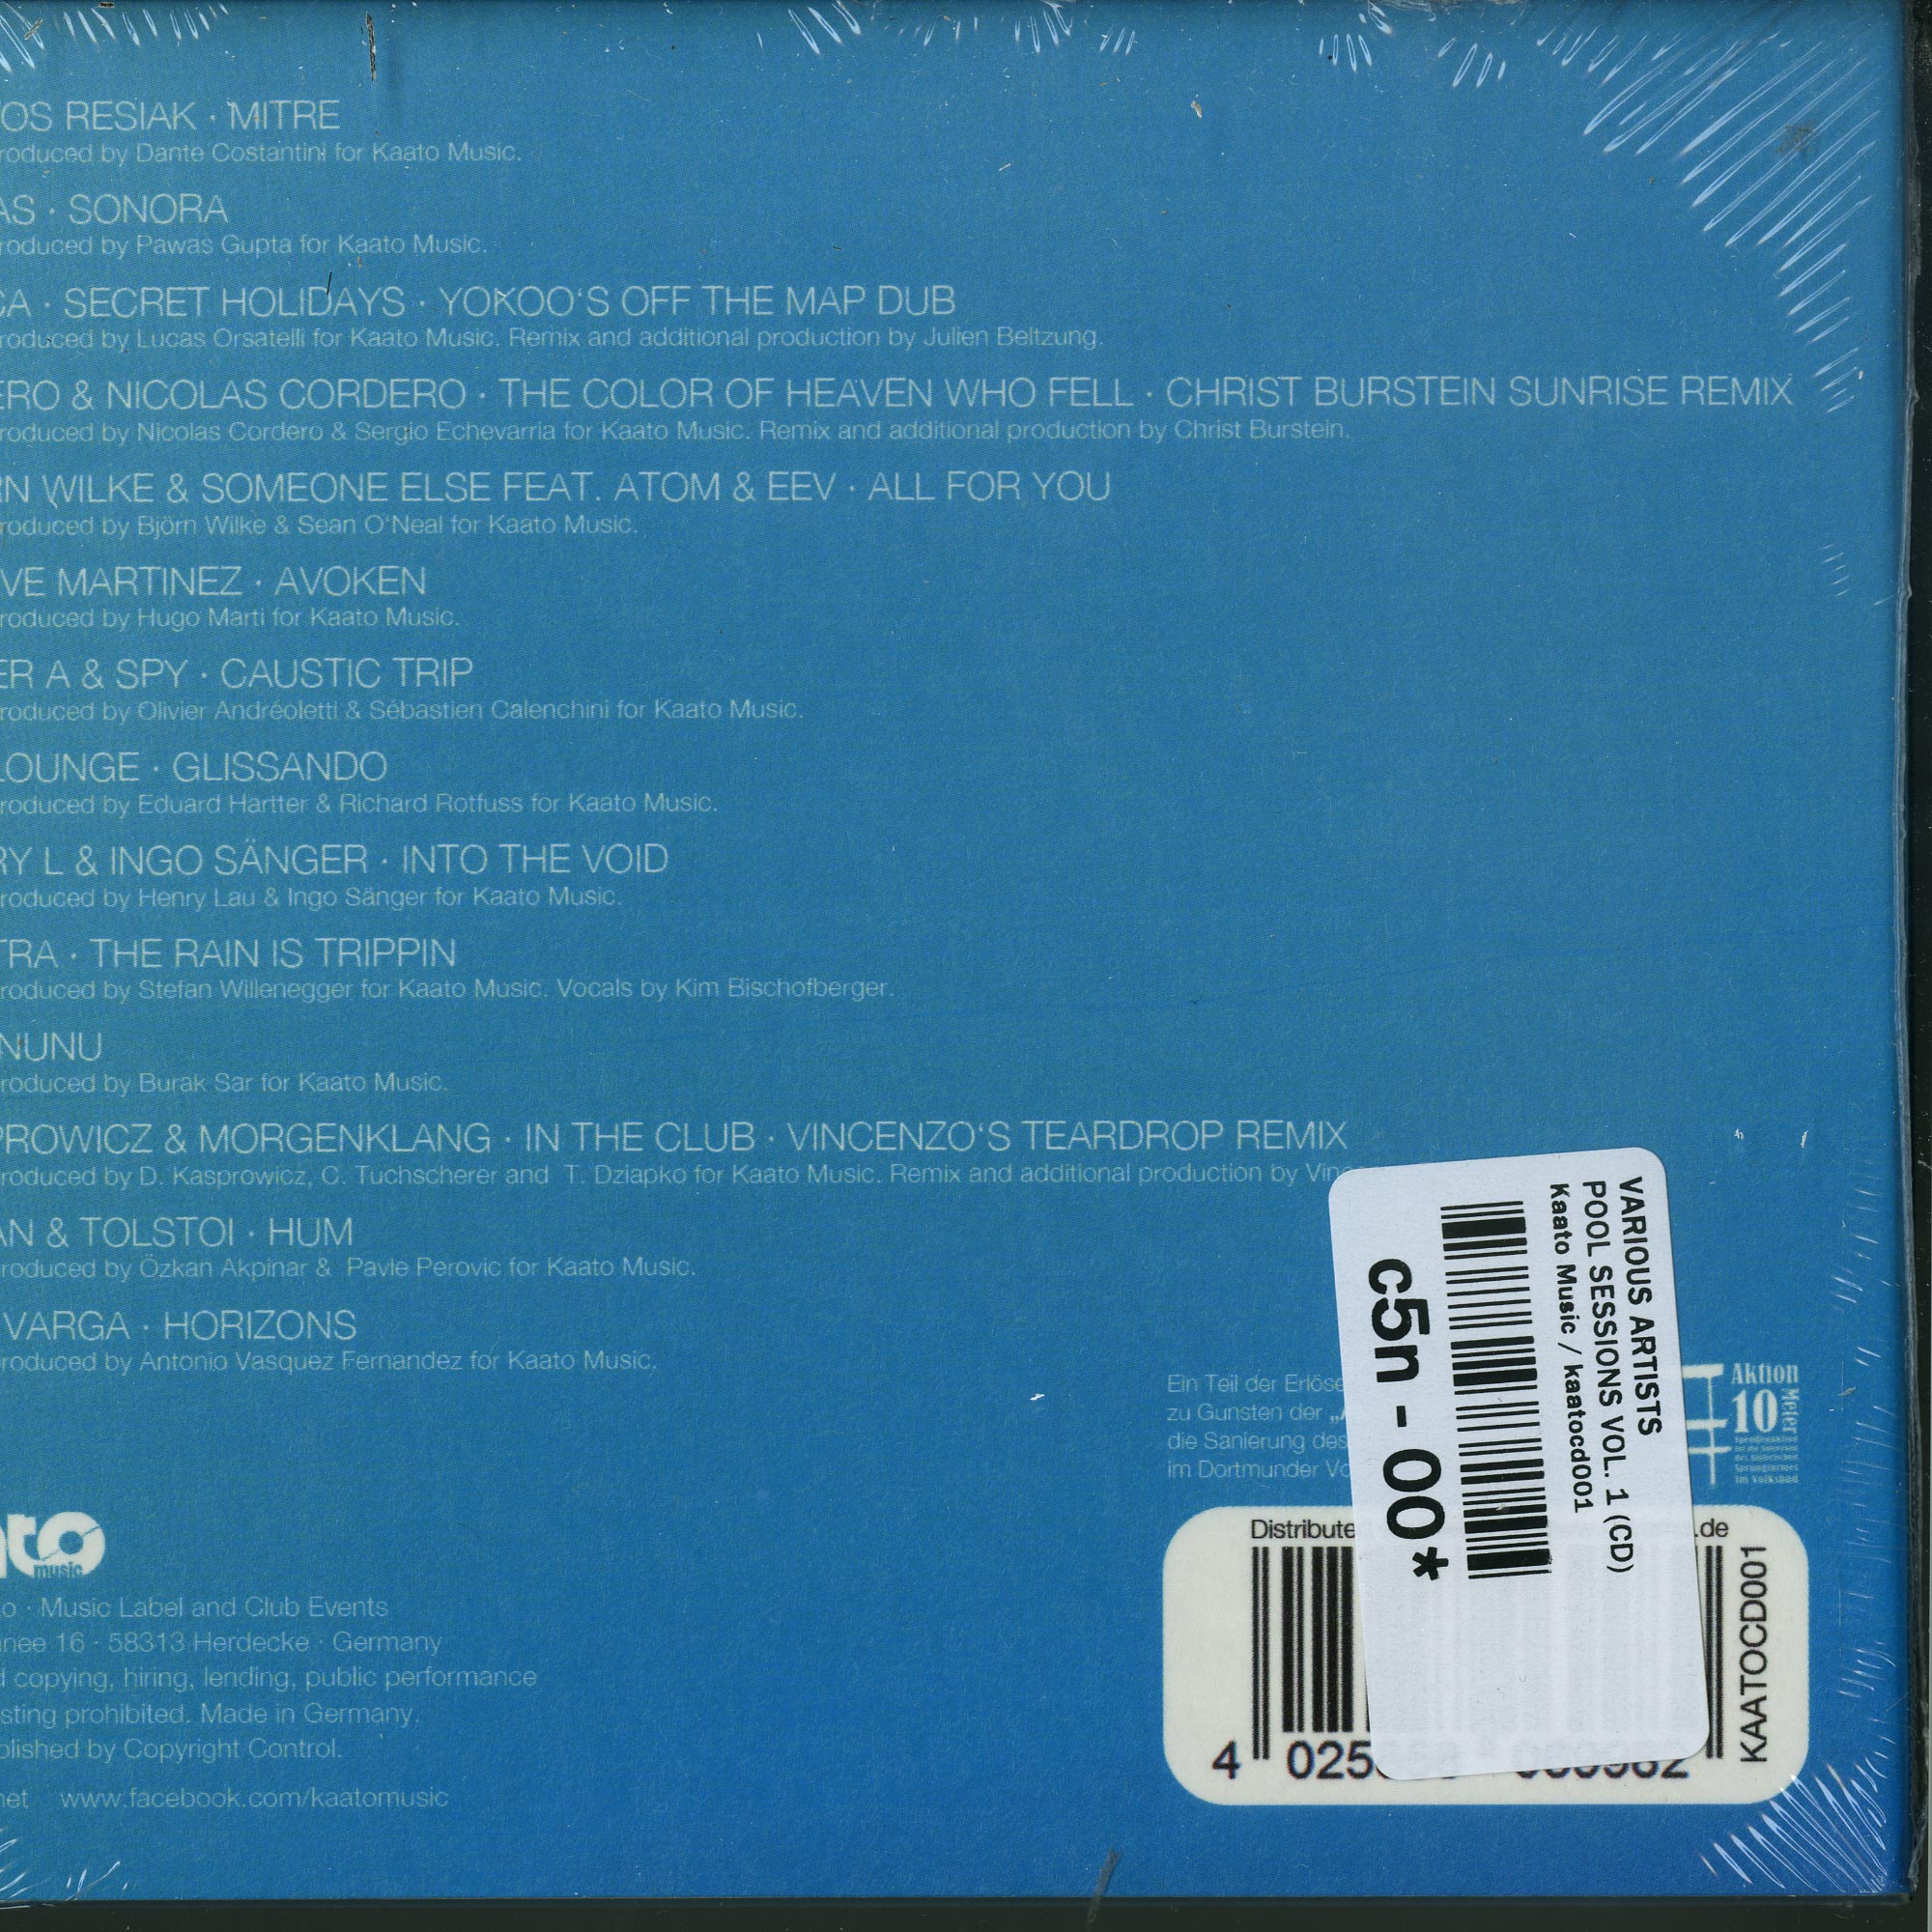 OS RESIAK · MITRE
roduced by Dante Costantini for Kaato Music.
AS · SONORA
roduced by Pawas Gupta for Kaato Music.
CA · SECRET HOLIDAYS · YOKOO'S OFF THE MAP DUB
roduced by Lucas Orsatelli for Kaato Music. Remix and additional production by Julien Beltzung.
ERO & NICOLAS CORDERO · THE COLOR OF HEAVEN WHO FELL · CHRIST BURSTEIN SUNRISE REMIX
roduced by Nicolas Cordero & Sergio Echevarria for Kaato Music. Remix and additional production by Christ Burstein.
RN WILKE & SOMEONE ELSE FEAT. ATOM & EEV · ALL FOR YOU
roduced by Björn Wilke & Sean O'Neal for Kaato Music.
VE MARTINEZ · AVOKEN
roduced by Hugo Marti for Kaato Music.
ER A & SPY · CAUSTIC TRIP
roduced by Olivier Andréoletti & Sébastien Calenchini for Kaato Music.
LOUNGE · GLISSANDO
roduced by Eduard Hartter & Richard Rotfuss for Kaato Music.
RY L & INGO SÄNGER · INTO THE VOID
roduced by Henry Lau & Ingo Sänger for Kaato Music.
TRA · THE RAIN IS TRIPPIN
roduced by Stefan Willenegger for Kaato Music. Vocals by Kim Bischofberger.
NUNU
roduced by Burak Sar for Kaato Music.
PROWICZ & MORGENKLANG · IN THE CLUB · VINCENZO'S TEARDROP REMIX
roduced by D. Kasprowicz, C. Tuchscherer and T. Dziapko for Kaato Music. Remix and additional production by Vin
AN & TOLSTOI · HUM
roduced by Özkan Akpinar & Pavle Perovic for Kaato Music.
VARGA · HORIZONS
roduced by Antonio Vasquez Fernandez for Kaato Music.
VARIOUS ARTISTS
POOL SESSIONS VOL. 1 (CD)
Kaato Music / kaatocd001
c5n - 00*
Ein Teil der Erlöse
zu Gunsten der „
die Sanierung des
im Dortmunder Vo
Aktion
10
Meter
to
music
o · Music Label and Club Events
nee 16 · 58313 Herdecke · Germany
d copying, hiring, lending, public performance
sting prohibited. Made in Germany.
blished by Copyright Control.
net www.facebook.com/kaatomusic
Distribute .de
KAATOCD001
4 025